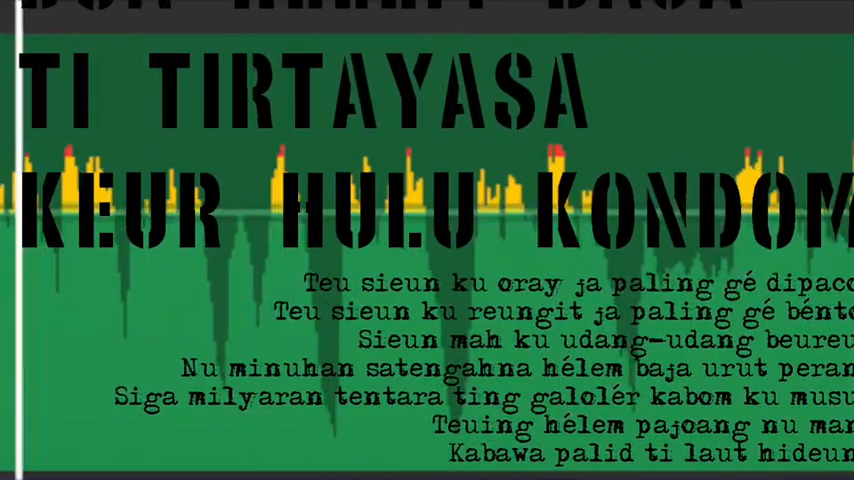 TI TIRTAYASA
KEUR HULU KONDOM
Teu sieun ku oray ja paling gé dipaco
Teu sieun ku reungit ja paling gé bénto
Sieun mah ku udang-udang beureu
Nu minuhan satengahna hélem baja urut peran
Siga milyaran tentara ting galolér kabom ku musu
Teuing hélem pajoang nu man
Kabawa palid ti laut hideun